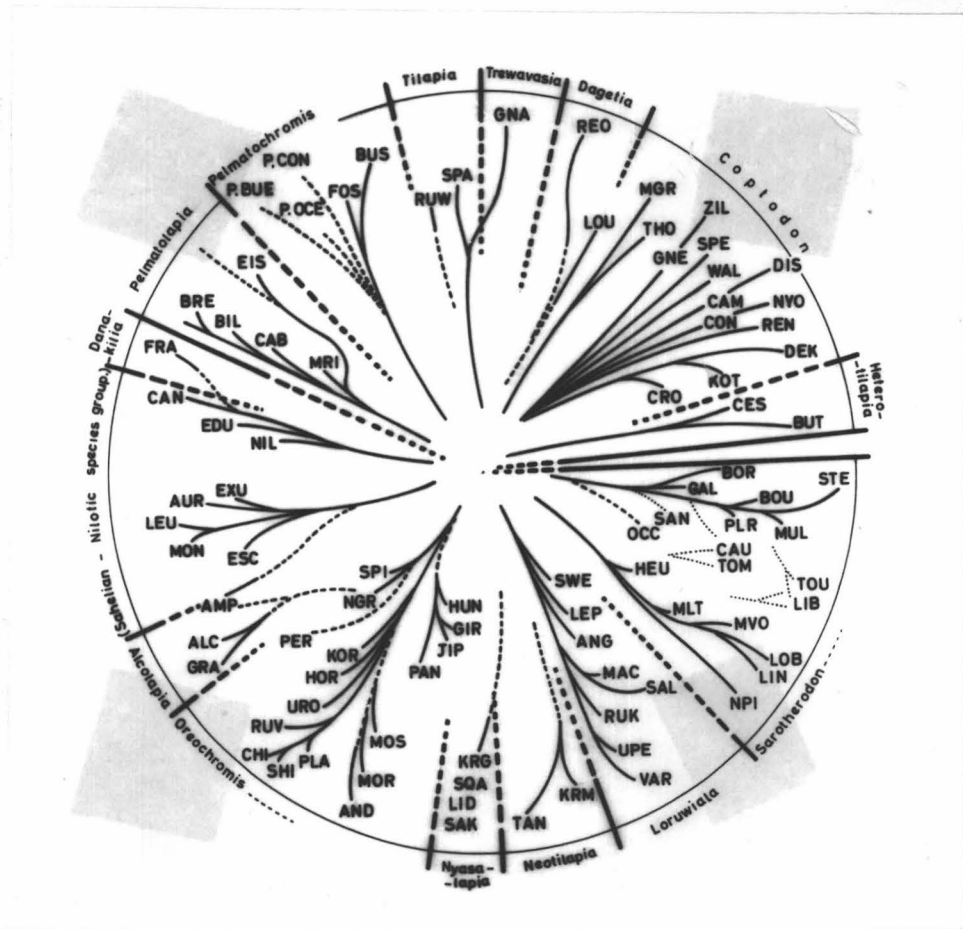 Tilapia
Trewavasia
Dagetia
Coptodon
Hetero-
-tilapia
Sarotherodon
Loruwiala
Neotilapia
Nyasa-
-lapia
Oreochromis
Alcolapia
(Sahelian - Nilotic species group)
Dana-
-kilia
Pelmatolapia
Pelmatochromis
GNA
REO
P.CON
BUS
SPA
P.BUE
FOS
RUW
MGR
P.OCE
ZIL
LOU
THO
SPE
GNE
EIS
WAL
DIS
BRE
CAM
NVO
BIL
CON
REN
CAB
FRA
DEK
MRI
KOT
CAN
CRO
CES
EDU
BUT
NIL
BOR
STE
EXU
GAL
AUR
BOU
LEU
SAN
PLR
OCC
MUL
MON
CAU
ESC
TOM
HEU
SPI
SWE
TOU
AMP
NGR
HUN
LEP
MLT
LIB
GIR
MVO
ALC
PER
ANG
JIP
KOR
LOB
GRA
PAN
MAC
LIN
HOR
SAL
NPI
URO
RUK
RUV
MOS
UPE
CHI
PLA
KRG
SHI
VAR
MOR
SQA
KRM
LID
AND
SAK
TAN